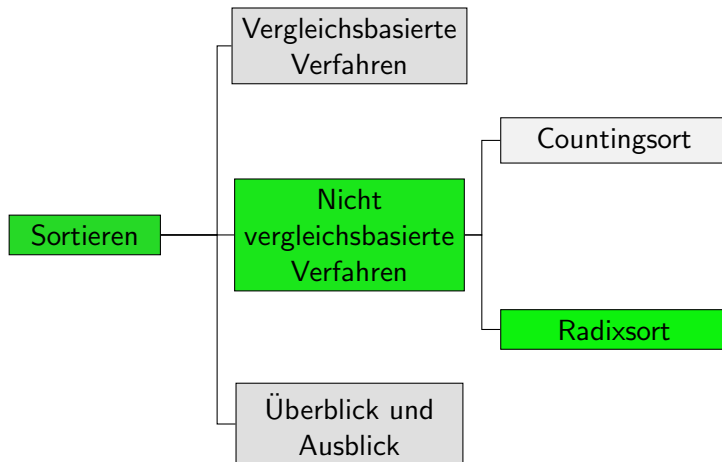 Vergleichsbasierte
Verfahren
Countingsort
Sortieren
Nicht
vergleichsbasierte
Verfahren
Radixsort
Überblick und
Ausblick